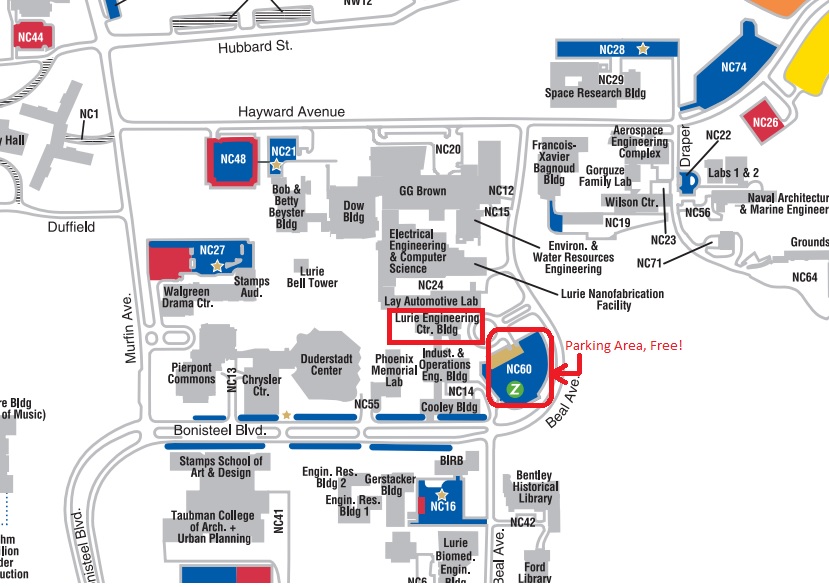 NW12
NC44
Hubbard St.
NC28
NC29
Space Research Bldg
NC74
NC26
NC1
Hall
Hayward Avenue
NC48
NC21
Bob &
Betty
Beyster
Bldg
Dow
Bldg
NC20
GG Brown
NC12
NC15
Francois-
Xavier
Bagnoud
Bldg
Aerospace
Engineering
Complex
Gorguze
Family Lab
Wilson Ctr.
NC19
Draper
NC22
Labs 1 & 2
NC56
Naval Architectur
& Marine Engineer
NC23
NC71
Grounds
NC64
Duffield
NC27
Walgreen
Drama Ctr.
Stamps
Aud.
Lurie
Bell Tower
Electrical
Engineering
& Computer
Science
Environ. &
Water Resources
Engineering
NC24
Lurie Nanofabrication
Facility
Lay Automotive Lab
Lurie Engineering
Ctr. Bldg
Murfin Ave.
Pierpont
Commons
NC13
Chrysler
Ctr.
Duderstadt
Center
Phoenix
Memorial
Lab
Indust. &
Operations
Eng. Bldg
NC14
NC55
Cooley Bldg
NC60
Z
Parking Area, Free!
Beal Ave.
re Bldg
of Music)
Bonisteel Blvd.
Stamps School of
Art & Design
Taubman College
of Arch. +
Urban Planning
NC41
Engin. Res.
Bldg 2
Engin. Res.
Bldg 1
Gerstacker
Bldg
BIRB
NC16
Bentley
Historical
Library
NC42
Beal Ave.
Lurie
Biomed.
Engin.
Bldg
NC6
Ford
Library
nisteel Blvd.
hm
ilion
der
uction